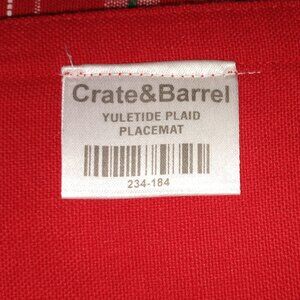 Crate&Barrel
YULETIDE PLAID
PLACEMAT
234-184